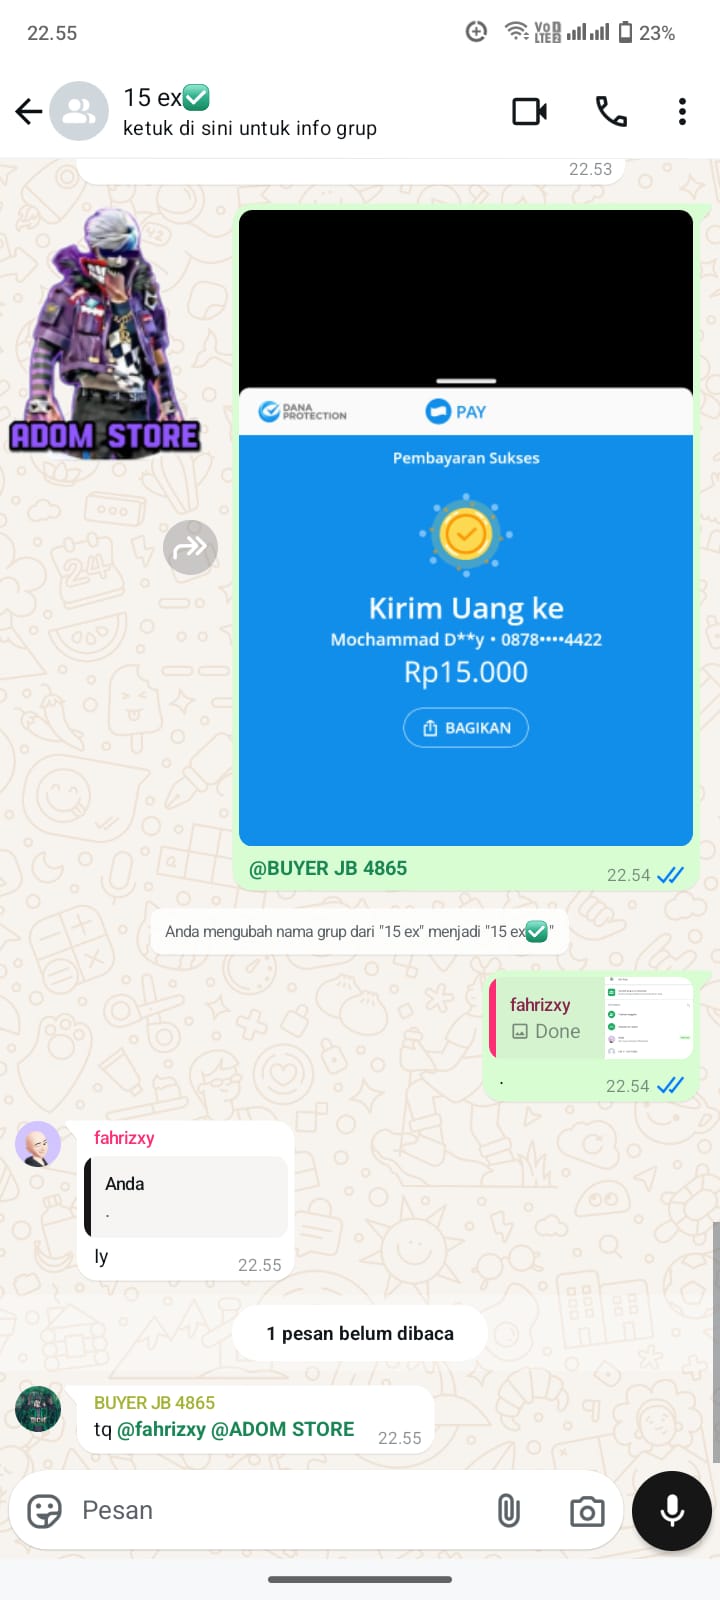 22.55
VoD
LTE2
23%
15 ex✅
ketuk di sini untuk info grup
22.53
ADOM STORE
DANA
PROTECTION
PAY
Pembayaran Sukses
Kirim Uang ke
Mochammad D**y • 0878••••4422
Rp15.000
BAGIKAN
@BUYER JB 4865
22.54
Anda mengubah nama grup dari "15 ex" menjadi "15 ex✅"
fahrizxy
Done
.
22.54
fahrizxy
Anda
.
ly
22.55
1 pesan belum dibaca
BUYER JB 4865
tq @fahrizxy @ADOM STORE
22.55
Pesan